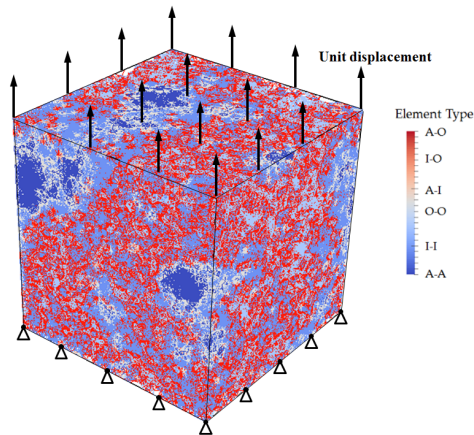 Unit displacement
Element Type
A-O
I-O
A-I
O-O
I-I
A-A